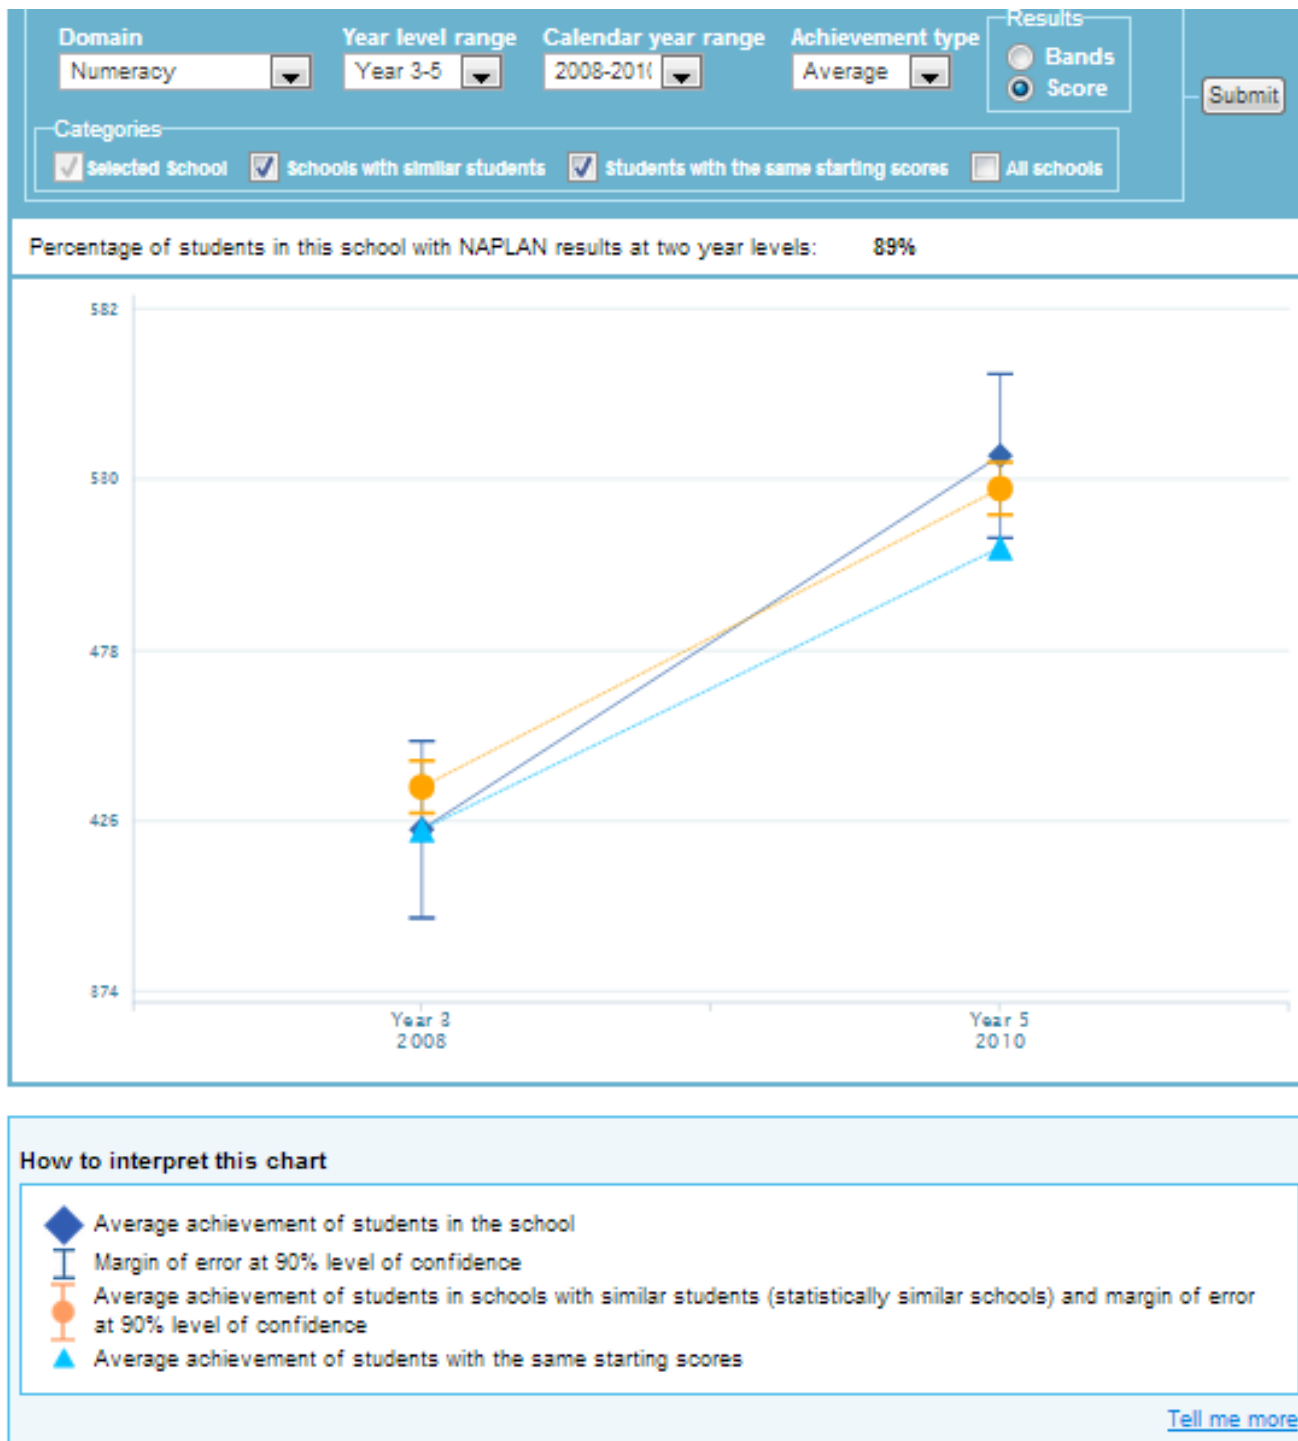 Domain Year level range Calendar year range Achievement type Results
Numeracy Year 3-5 2008-201( Average Bands
Score
Submit
Categories
Selected School Schools with similar students Students with the same starting scores All schools
Percentage of students in this school with NAPLAN results at two year levels: 89%
582
530
478
426
374
Year 3 Year 5
2008 2010
How to interpret this chart
Average achievement of students in the school
Margin of error at 90% level of confidence
Average achievement of students in schools with similar students (statistically similar schools) and margin of error
at 90% level of confidence
Average achievement of students with the same starting scores
Tell me more